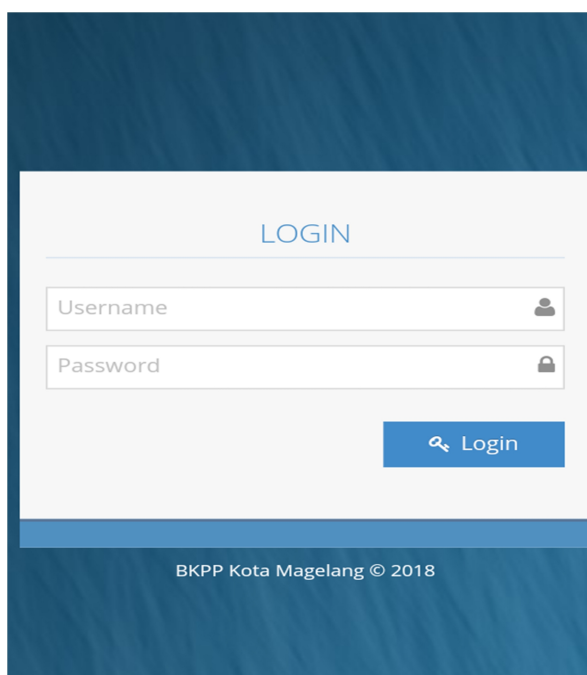 LOGIN
Username
Password
Login
BKPP Kota Magelang © 2018